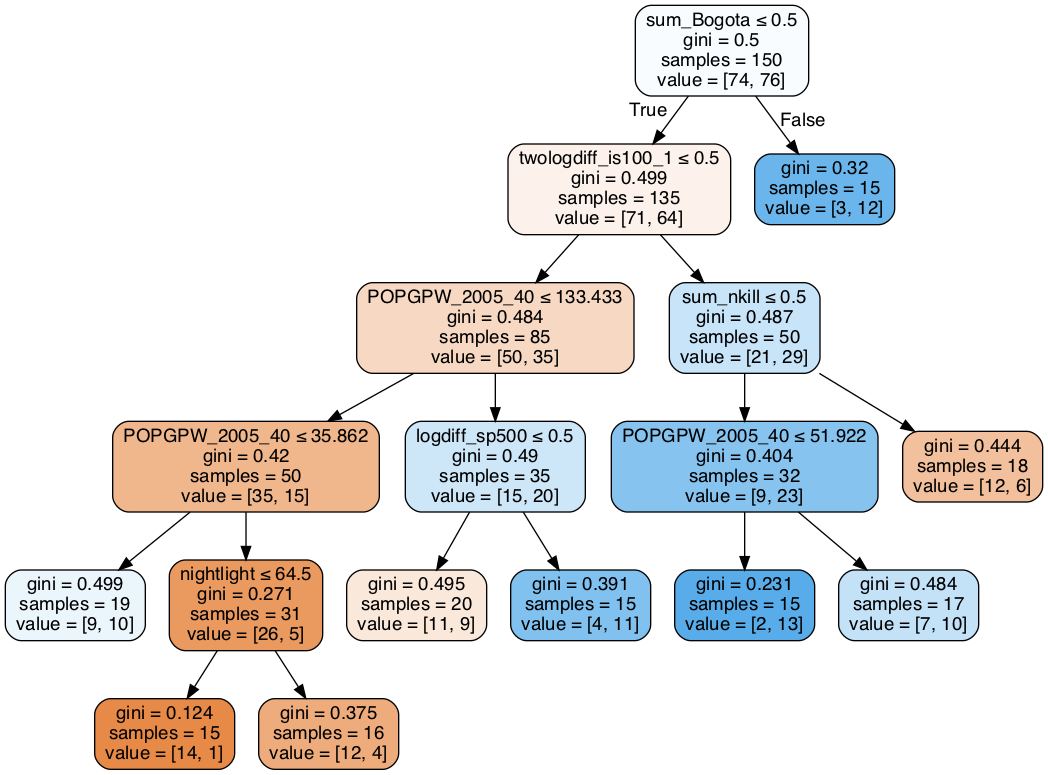 sum_Bogota ≤ 0.5
gini = 0.5
samples = 150
value = [74, 76]
True
False
twologdiff_is100_1 ≤ 0.5
gini = 0.499
samples = 135
value = [71, 64]
gini = 0.32
samples = 15
value = [3, 12]
POPGPW_2005_40 ≤ 133.433
gini = 0.484
samples = 85
value = [50, 35]
sum_nkill ≤ 0.5
gini = 0.487
samples = 50
value = [21, 29]
POPGPW_2005_40 ≤ 35.862
gini = 0.42
samples = 50
value = [35, 15]
logdiff_sp500 ≤ 0.5
gini = 0.49
samples = 35
value = [15, 20]
POPGPW_2005_40 ≤ 51.922
gini = 0.404
samples = 32
value = [9, 23]
gini = 0.444
samples = 18
value = [12, 6]
gini = 0.499
samples = 19
value = [9, 10]
nightlight ≤ 64.5
gini = 0.271
samples = 31
value = [26, 5]
gini = 0.495
samples = 20
value = [11, 9]
gini = 0.391
samples = 15
value = [4, 11]
gini = 0.231
samples = 15
value = [2, 13]
gini = 0.484
samples = 17
value = [7, 10]
gini = 0.124
samples = 15
value = [14, 1]
gini = 0.375
samples = 16
value = [12, 4]